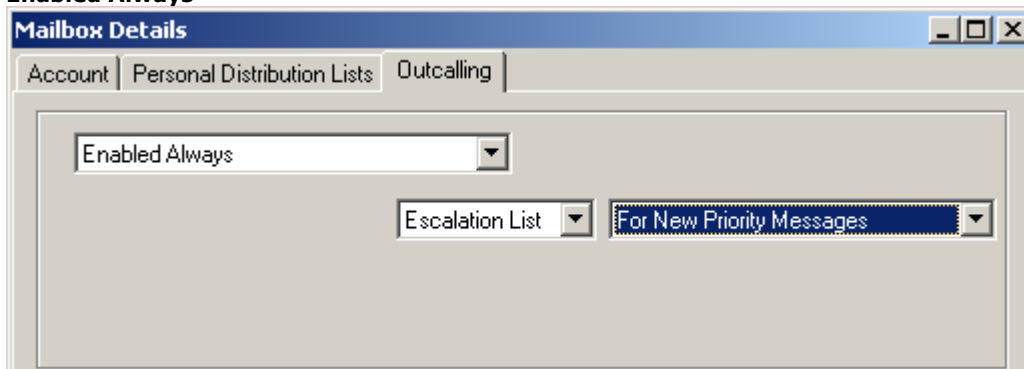 Enabled Always
Mailbox Details
Account Personal Distribution Lists Outcalling
Enabled Always
Escalation List For New Priority Messages